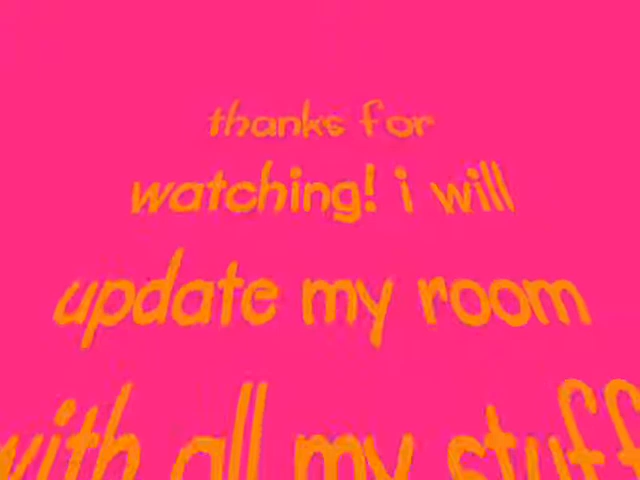 thanks for
watching! i will
update my room
with all my stuff